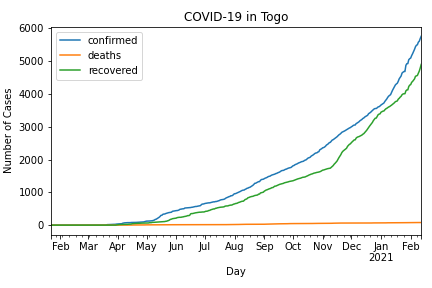 COVID-19 in Togo
confirmed
deaths
recovered
Number of Cases
6000
5000
4000
3000
2000
1000
0
Feb Mar Apr May Jun Jul Aug Sep Oct Nov Dec Jan Feb
2021
Day